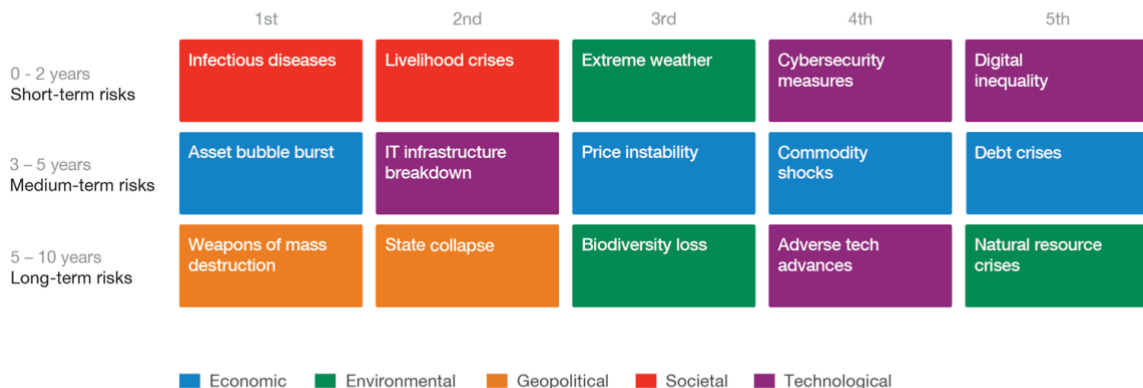 1st 2nd 3rd 4th 5th
0 - 2 years
Short-term risks
Infectious diseases
Livelihood crises
Extreme weather
Cybersecurity
measures
Digital
inequality
3 – 5 years
Medium-term risks
Asset bubble burst
IT infrastructure
breakdown
Price instability
Commodity
shocks
Debt crises
5 – 10 years
Long-term risks
Weapons of mass
destruction
State collapse
Biodiversity loss
Adverse tech
advances
Natural resource
crises
Economic Environmental Geopolitical Societal Technological